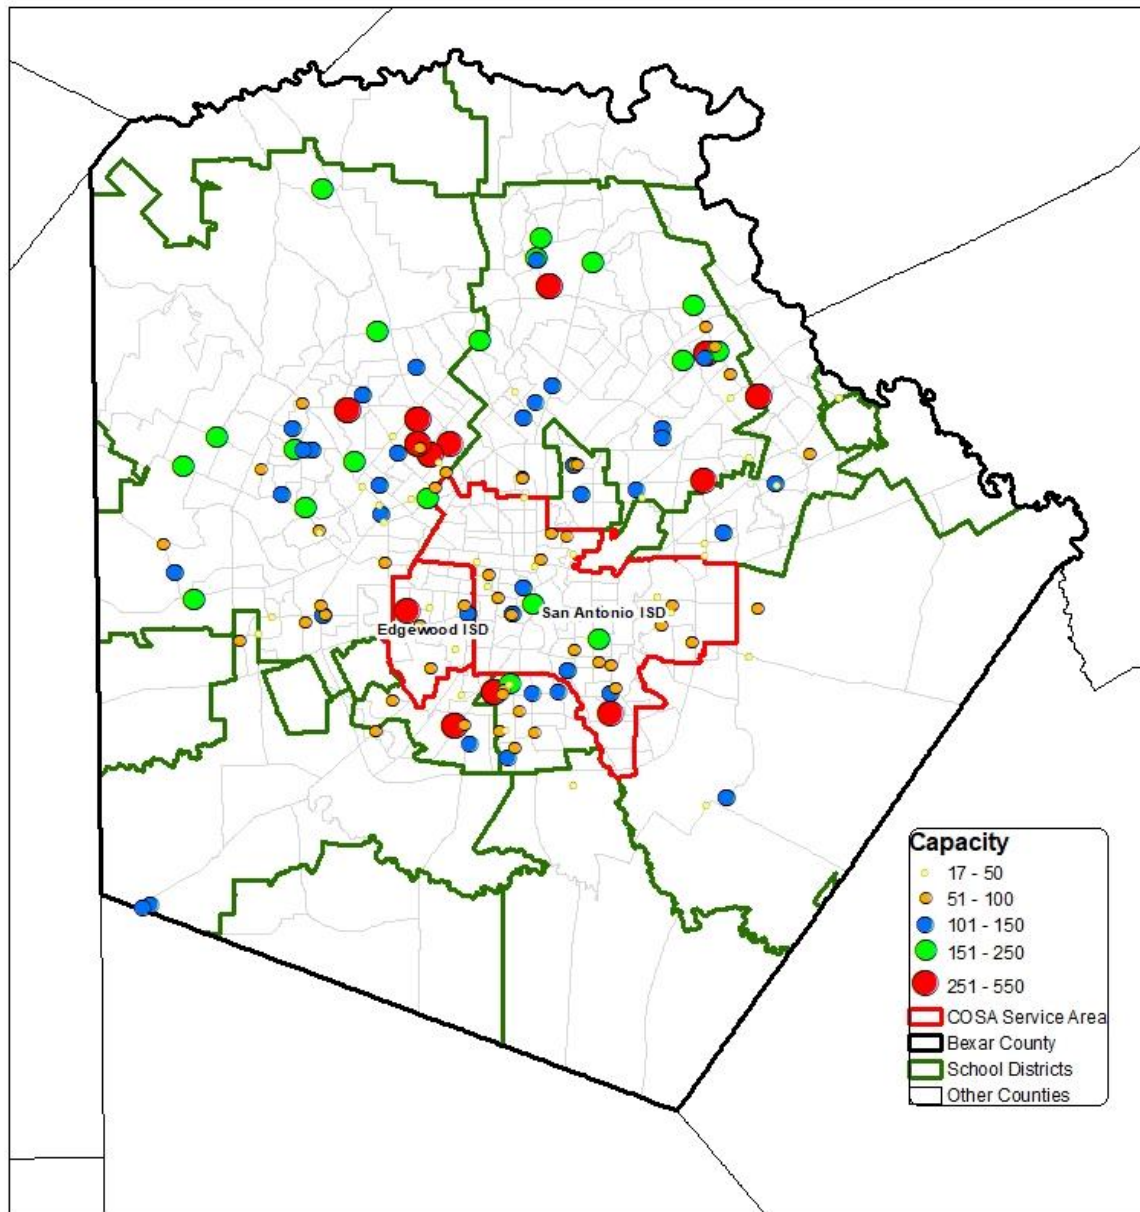 San Antonio ISD
Edgewood ISD
Capacity
17 - 50
51 - 100
101 - 150
151 - 250
251 - 550
COSA Service Area
Bexar County
School Districts
Other Counties